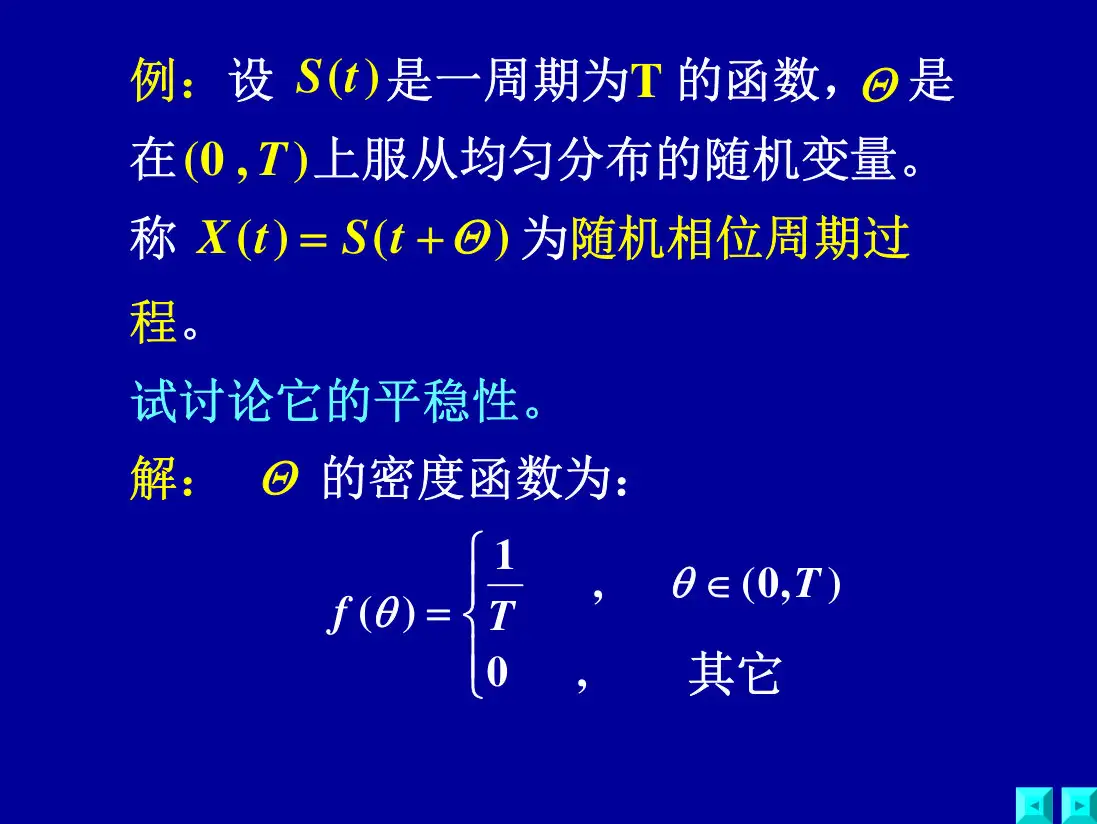 例：设 S(t) 是一周期为T 的函数，Θ 是
在(0 , T)上服从均匀分布的随机变量。
称 X(t) = S(t + Θ) 为随机相位周期过
程。
试讨论它的平稳性。
解： Θ 的密度函数为：
f(θ) = { 1/T , θ ∈ (0,T)
0 , 其它